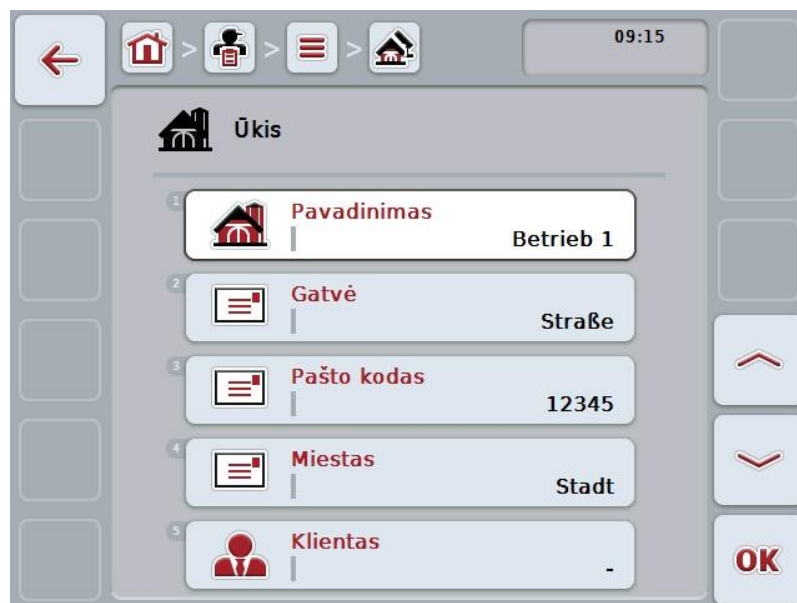 09:15
Ūkis
1
Pavadinimas
Betrieb 1
2
Gatvė
Straße
3
Pašto kodas
12345
4
Miestas
Stadt
5
Klientas
-
OK